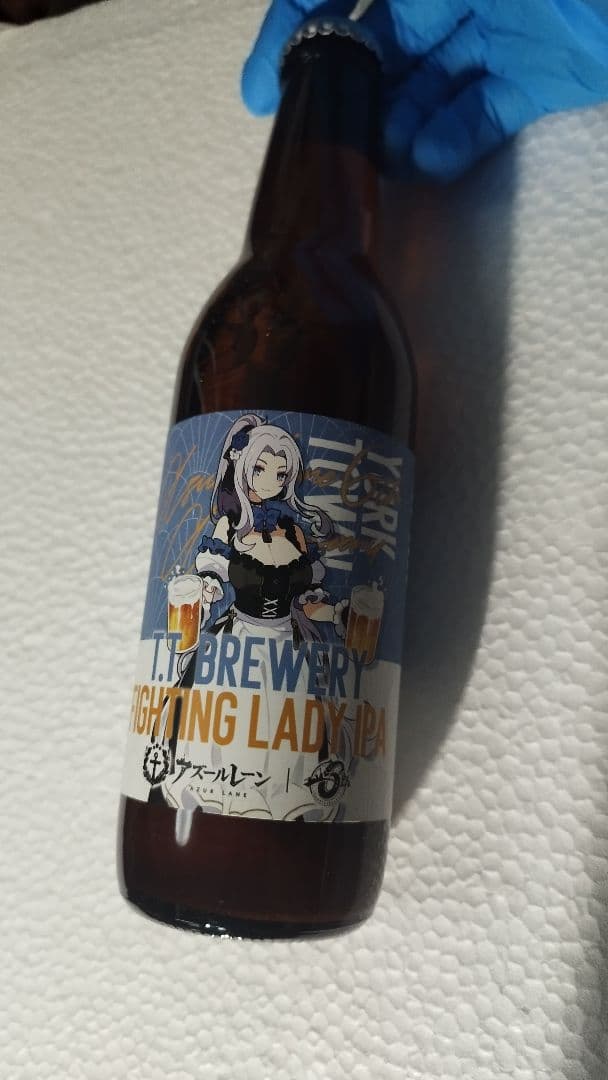 YORK
TOWN
T.T. BREWERY
FIGHTING LADY IPA
アズールレーン
AZUR LANE